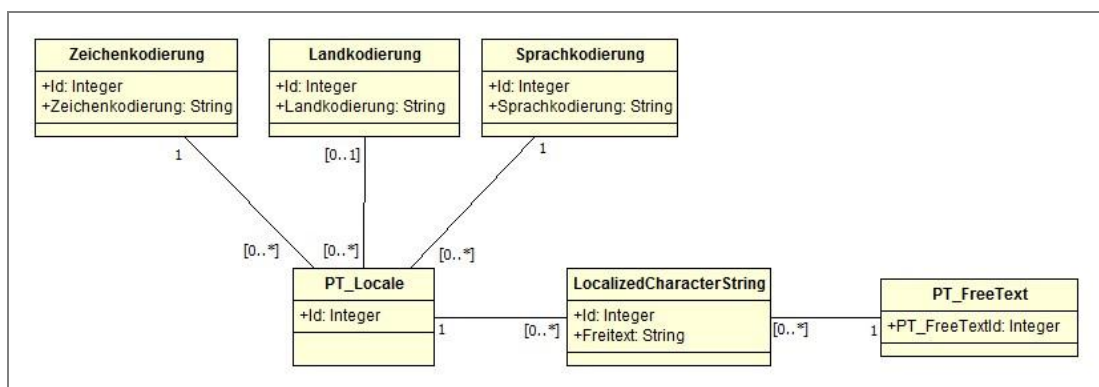 Zeichenkodierung
+Id: Integer
+Zeichenkodierung: String
Landkodierung
+Id: Integer
+Landkodierung: String
Sprachkodierung
+Id: Integer
+Sprachkodierung: String
1
[0..1]
1
[0..*]
[0..*]
[0..*]
PT_Locale
+Id: Integer
1
[0..*]
LocalizedCharacterString
+Id: Integer
+Freitext: String
[0..*]
1
PT_FreeText
+PT_FreeTextId: Integer